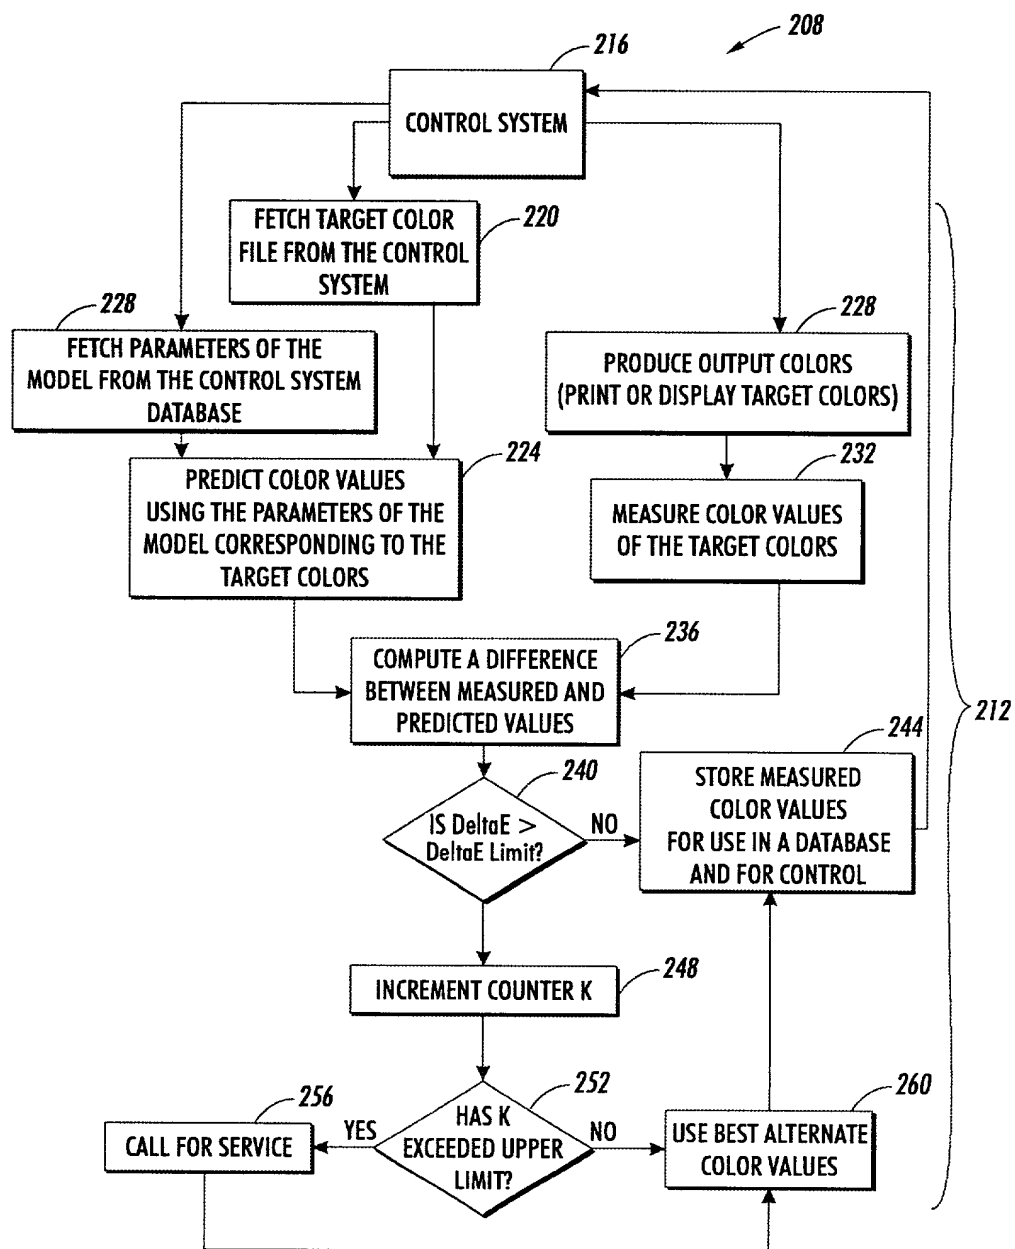 208
216
CONTROL SYSTEM
FETCH TARGET COLOR
FILE FROM THE CONTROL
SYSTEM
220
228
FETCH PARAMETERS OF THE
MODEL FROM THE CONTROL SYSTEM
DATABASE
228
PRODUCE OUTPUT COLORS
(PRINT OR DISPLAY TARGET COLORS)
224
PREDICT COLOR VALUES
USING THE PARAMETERS OF THE
MODEL CORRESPONDING TO THE
TARGET COLORS
232
MEASURE COLOR VALUES
OF THE TARGET COLORS
236
COMPUTE A DIFFERENCE
BETWEEN MEASURED AND
PREDICTED VALUES
212
240
IS DeltaE >
DeltaE Limit?
NO
244
STORE MEASURED
COLOR VALUES
FOR USE IN A DATABASE
AND FOR CONTROL
248
INCREMENT COUNTER K
252
HAS K
EXCEEDED UPPER
LIMIT?
YES
NO
256
CALL FOR SERVICE
260
USE BEST ALTERNATE
COLOR VALUES